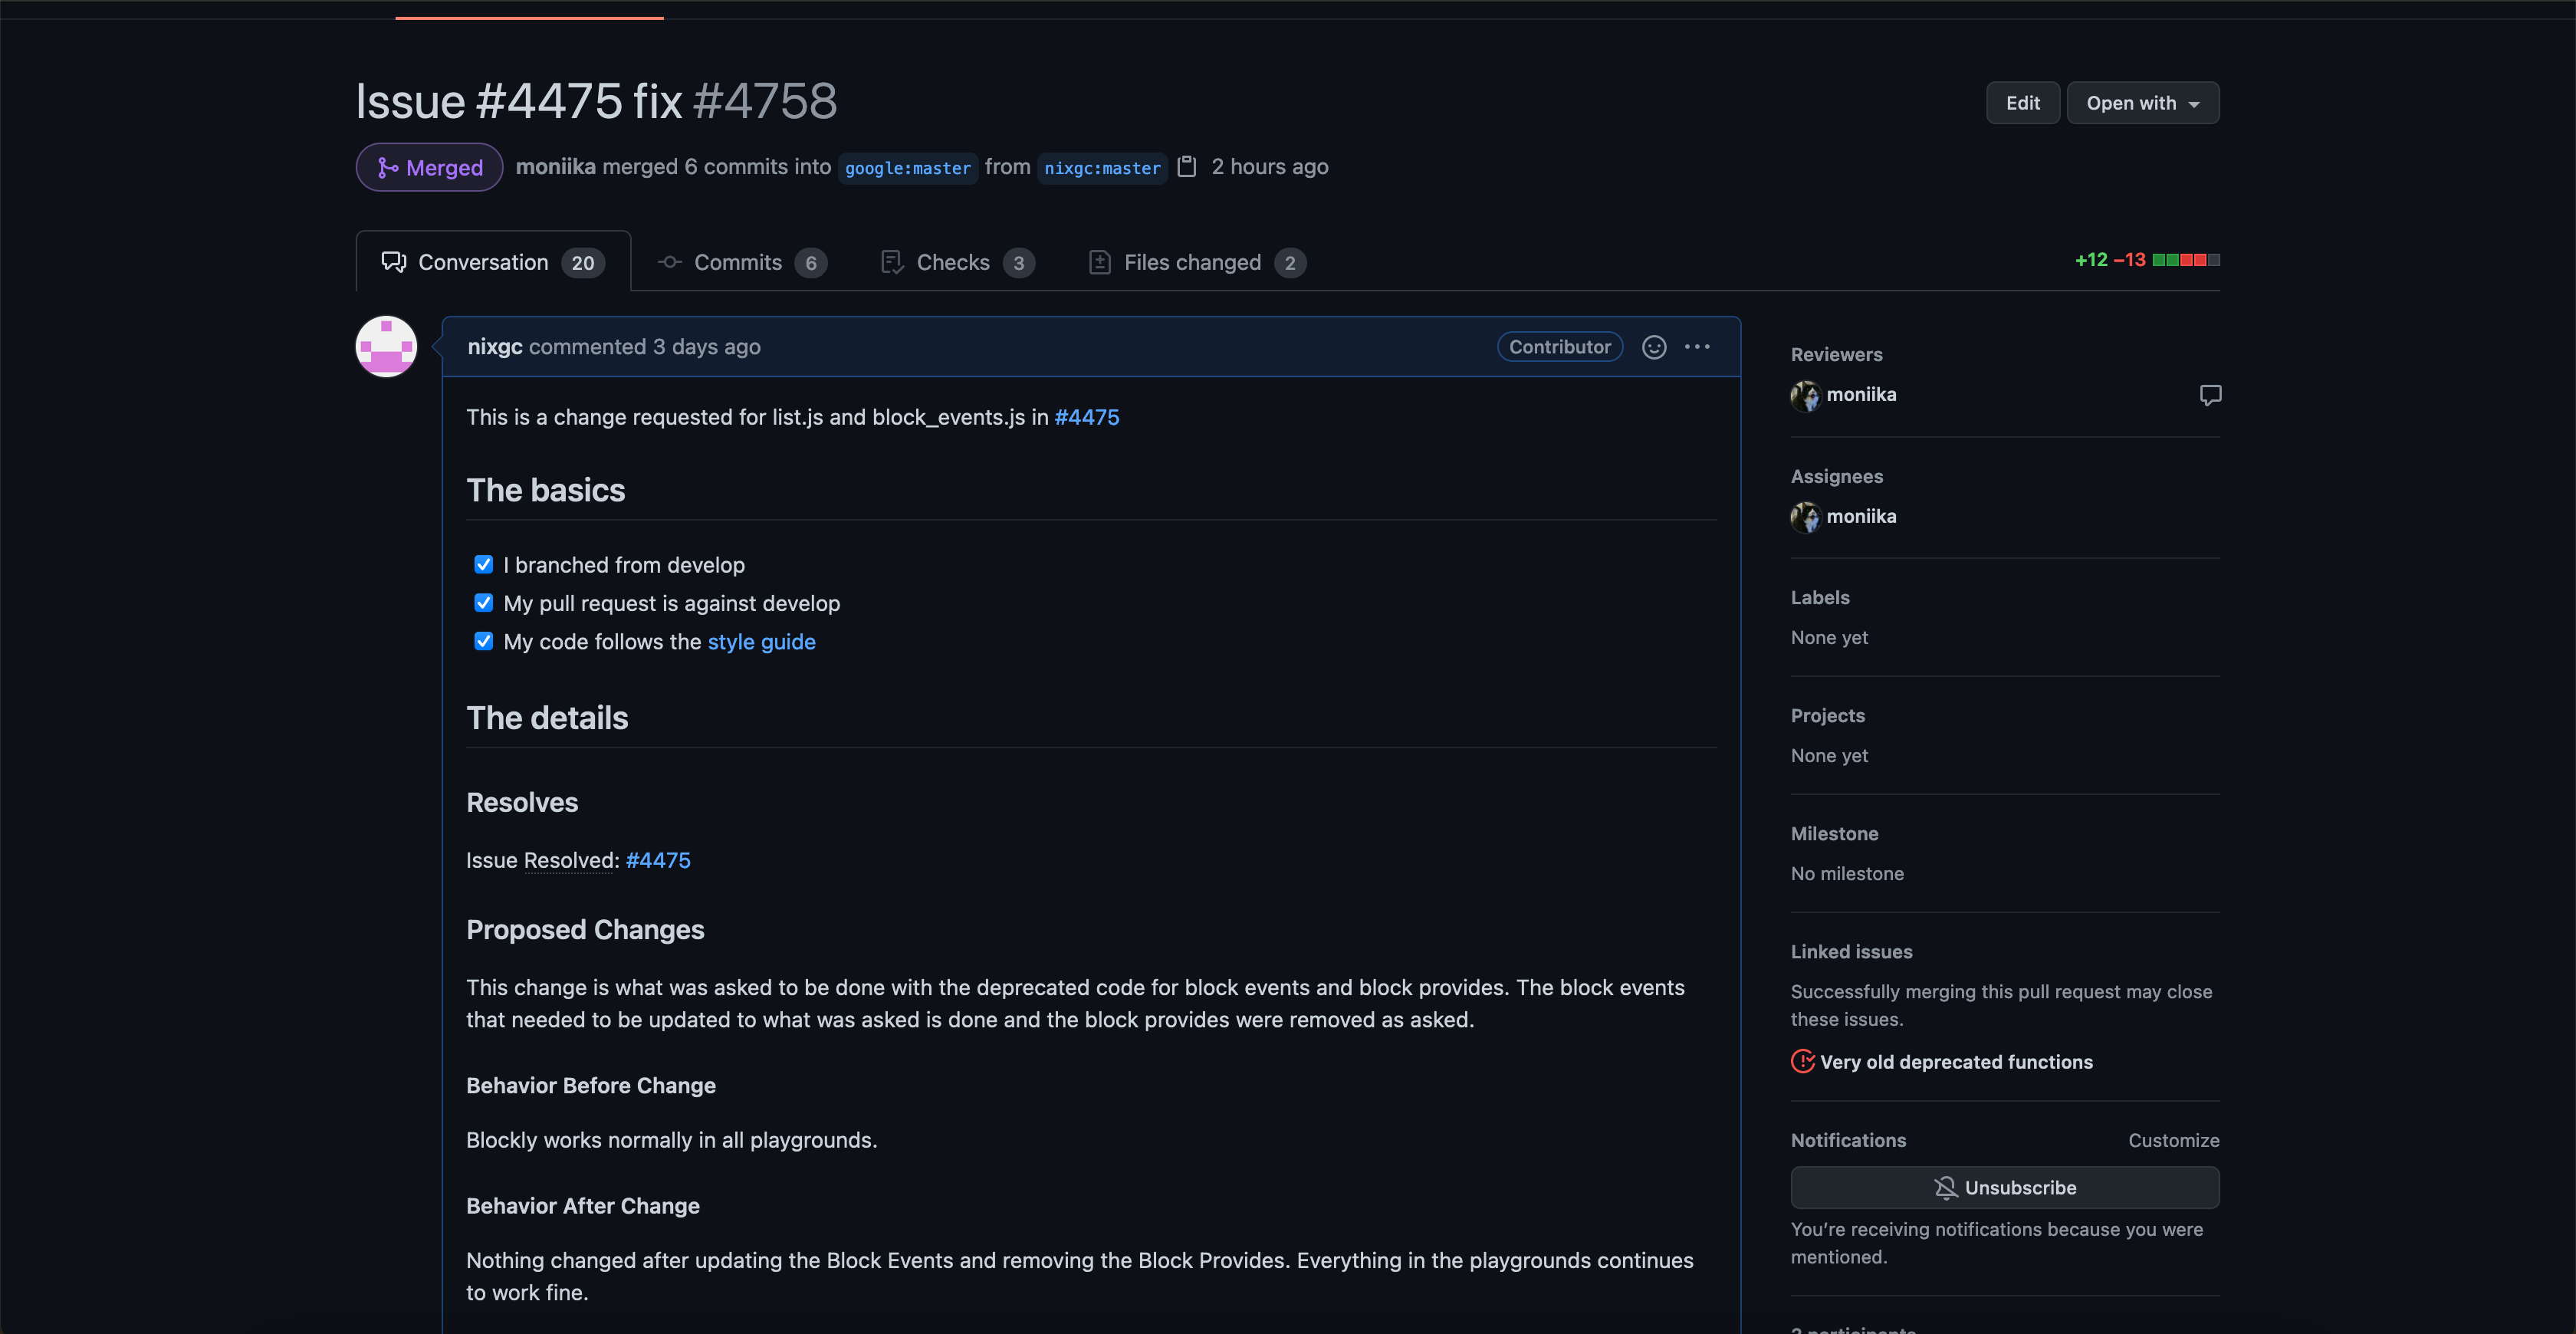 Issue #4475 fix #4758
Edit
Open with
Merged
moniika merged 6 commits into google:master from nixgc:master 2 hours ago
Conversation 20
Commits 6
Checks 3
Files changed 2
+12 −13
nixgc commented 3 days ago
Contributor
This is a change requested for list.js and block_events.js in #4475
The basics
I branched from develop
My pull request is against develop
My code follows the style guide
The details
Resolves
Issue Resolved: #4475
Proposed Changes
This change is what was asked to be done with the deprecated code for block events and block provides. The block events
that needed to be updated to what was asked is done and the block provides were removed as asked.
Behavior Before Change
Blockly works normally in all playgrounds.
Behavior After Change
Nothing changed after updating the Block Events and removing the Block Provides. Everything in the playgrounds continues
to work fine.
Reviewers
moniika
Assignees
moniika
Labels
None yet
Projects
None yet
Milestone
No milestone
Linked issues
Successfully merging this pull request may close
these issues.
Very old deprecated functions
Notifications
Customize
Unsubscribe
You’re receiving notifications because you were
mentioned.
participants